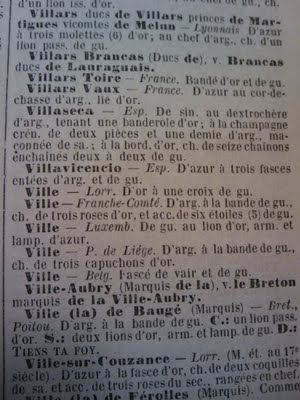 d'un lion iss. d'or.
Villars ducs de Villars princes de Mar-
tigues vicomtes de Melun — Lyonnais D'azur
à trois molettes (6) d'or; au chef d'arg., ch. d'un
lion pass. de gu.
Villars Brancas (Ducs de), v. Brancas
ducs de Lauraguais.
Villars Toire — France. Bandé d'or et de gu.
Villars Vaux — France. D'azur au cor-de-
chasse d'arg., lié d'or.
Villaseca — Esp. De sin. au dextrochère
d'arg., tenant une banderole d'or; à la champagne
crén. de deux pièces et une demie d'arg., ma-
çonnée de sa.; à la bord. d'or, ch. de seize chaînons
enchaînés deux à deux de gu.
Villavicencio — Esp. D'azur à trois fasces
entées d'arg. et de gu.
Ville — Lorr. D'or à une croix de gu.
Ville — Franche-Comté. D'arg. à la bande de gu.,
ch. de trois roses d'or, et acc. de six étoiles (5) de gu.
Ville — Luxemb. De gu. au lion d'or, arm. et
lamp. d'azur.
Ville — P. de Liége. D'arg. à la bande de gu.,
ch. de trois capuchons d'or.
Ville — Belg. Fascé de vair et de gu.
Ville-Aubry (Marquis de la), v. le Breton
marquis de la Ville-Aubry.
Ville (la) de Baugé (Marquis) — Bret.,
Poitou. D'arg. à la bande de gu. C.: un lion pass.
d'or. S.: deux lions d'or, arm. et lamp. de gu. D.:
TIENS TA FOY.
Ville-sur-Couzance — Lorr. (M. ét. au 17e
siècle). D'azur à la fasce d'or, ch. de deux coquilles
de sa. et acc. de trois roses du sec., rangées en chef.
Ville (la) de Férolles (Marquis). Comme